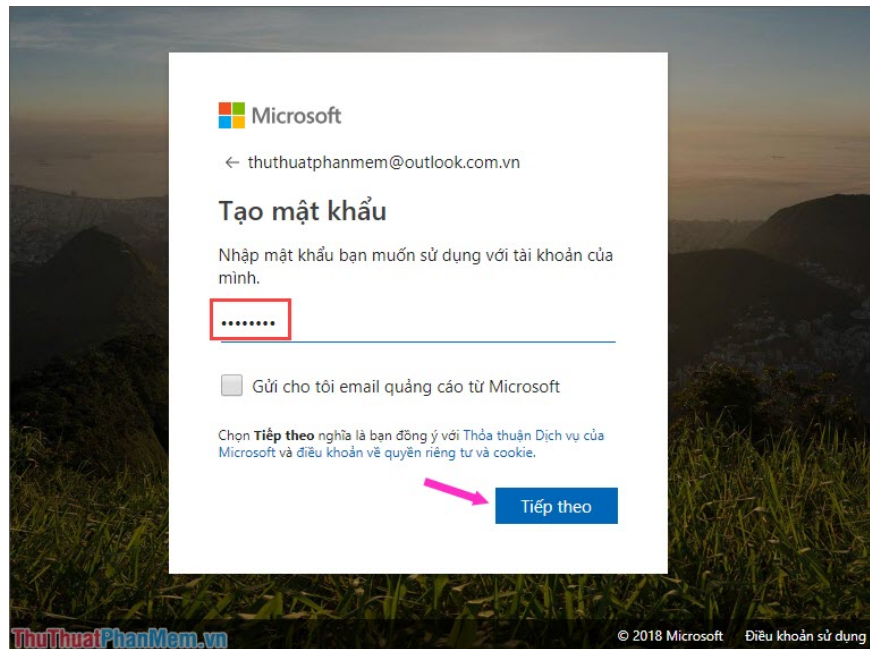 Microsoft
← thuthuatphanmem@outlook.com.vn
Tạo mật khẩu
Nhập mật khẩu bạn muốn sử dụng với tài khoản của
mình.
••••••••
Gửi cho tôi email quảng cáo từ Microsoft
Chọn Tiếp theo nghĩa là bạn đồng ý với Thỏa thuận Dịch vụ của
Microsoft và điều khoản về quyền riêng tư và cookie.
Tiếp theo
ThuThuatPhanMem.vn
© 2018 Microsoft Điều khoản sử dụng